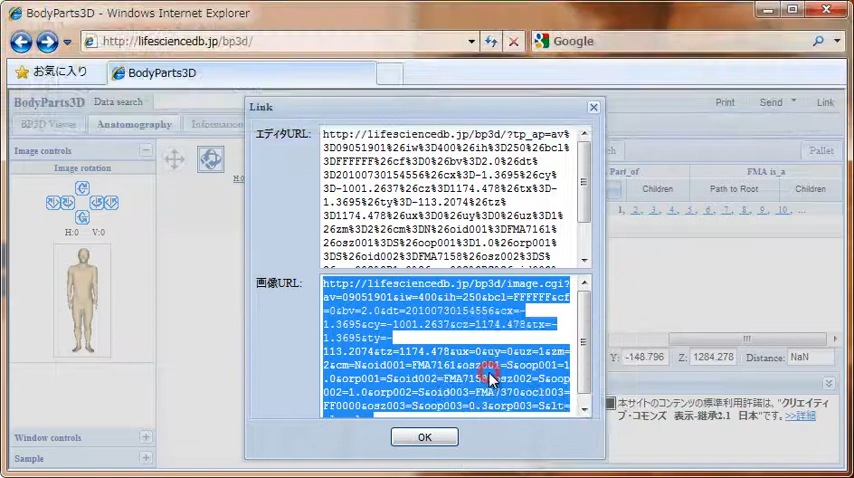 BodyParts3D - Windows Internet Explorer
http://lifesciencedb.jp/bp3d/
Google
お気に入り
BodyParts3D
BodyParts3D Data search
Print Send Link
BP3D Viewer Anatomography Information
Pallet
Image controls
Image rotation
H:0 V:0
Window controls
Sample
Link
エディタURL:
http://lifesciencedb.jp/bp3d/?tp_ap=av%
3D09051901%26iw%3D400%26ih%3D250%26bcl%
3DFFFFFF%26cf%3D0%26bv%3D2.0%26dt%
3D20100730154556%26cx%3D-1.3695%26cy%
3D-1001.2637%26cz%3D1174.478%26tx%3D-
1.3695%26ty%3D-113.2074%26tz%
3D1174.478%26ux%3D0%26uy%3D0%26uz%3D1%
26zm%3D2%26cm%3DN%26oid001%3DFMA7161%26
osz001%3DS%26oop001%3D1.0%26orp001%
3DS%26oid002%3DFMA7158%26osz002%3DS%
画像URL:
http://lifesciencedb.jp/bp3d/image.cgi?
av=09051901&iw=400&ih=250&bcl=FFFFFF&cf
=0&bv=2.0&dt=20100730154556&cx=-
1.3695&cy=-1001.2637&cz=1174.478&tx=-
1.3695&ty=-
113.2074&tz=1174.478&ux=0&uy=0&uz=1&zm=
2&cm=N&oid001=FMA7161&osz001=S&oop001=1
.0&orp001=S&oid002=FMA7158&osz002=S&oop
002=1.0&orp002=S&oid003=FMA7370&ocl003=
FF0000&osz003=S&oop003=0.3&orp003=S&lt=
OK
Part_of FMA is_a
Children Path to Root Children
1, 2, 3, 4, 5, 6, 7, 8, 9, 10, ...
Y: -148.796 Z: 1284.278 Distance: NaN
本サイトのコンテンツの標準利用許諾は、"クリエイティ
ブ・コモンズ 表示-継承2.1 日本"です。 >>詳細